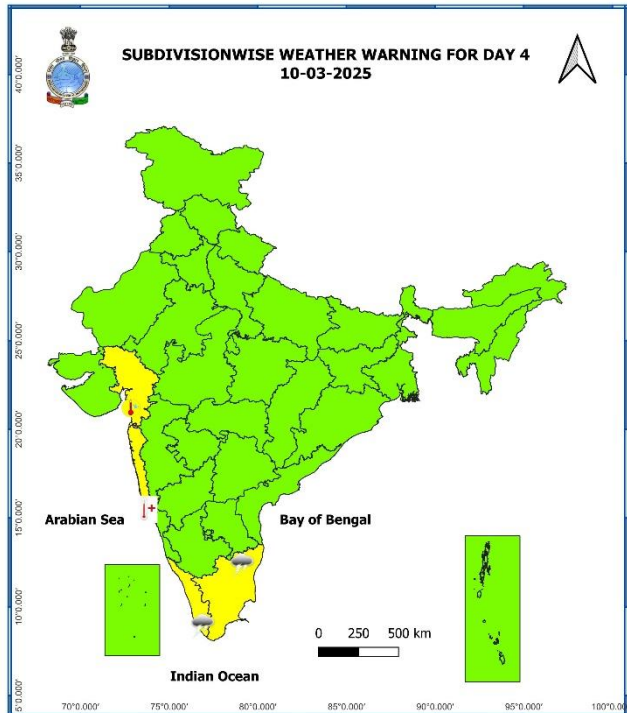 SUBDIVISIONWISE WEATHER WARNING FOR DAY 4
10-03-2025
40°0.000'
35°0.000'
30°0.000'
25°0.000'
20°0.000'
15°0.000'
10°0.000'
5°0.000'
Arabian Sea
Bay of Bengal
0 250 500 km
Indian Ocean
70°0.000' 75°0.000' 80°0.000' 85°0.000' 90°0.000' 95°0.000' 100°0.00